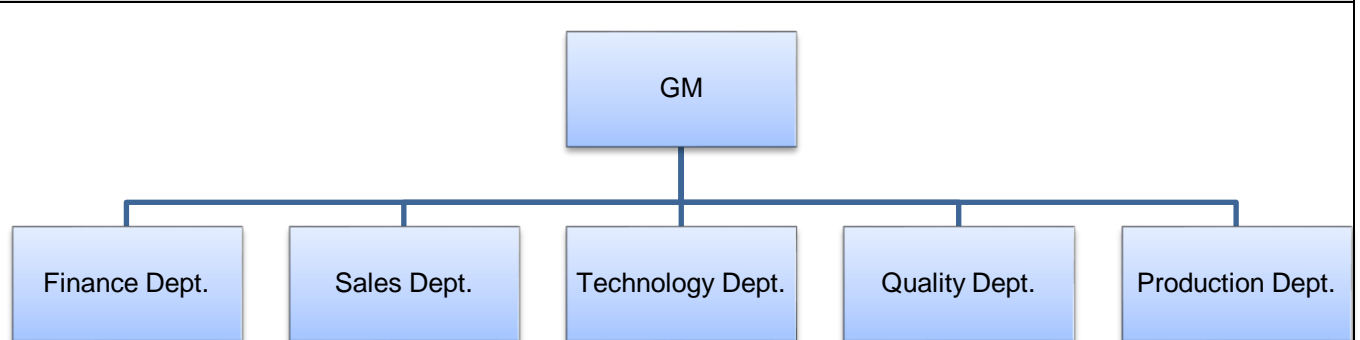 GM
Finance Dept.
Sales Dept.
Technology Dept.
Quality Dept.
Production Dept.